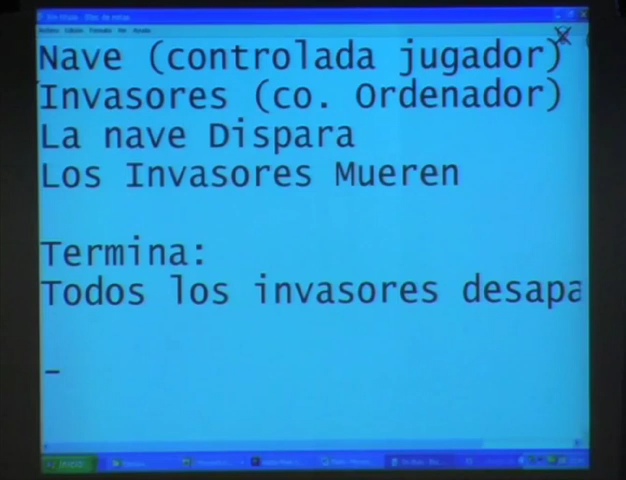 Nave (controlada jugador)
Invasores (co. Ordenador)
La nave Dispara
Los Invasores Mueren
Termina:
Todos los invasores desapa